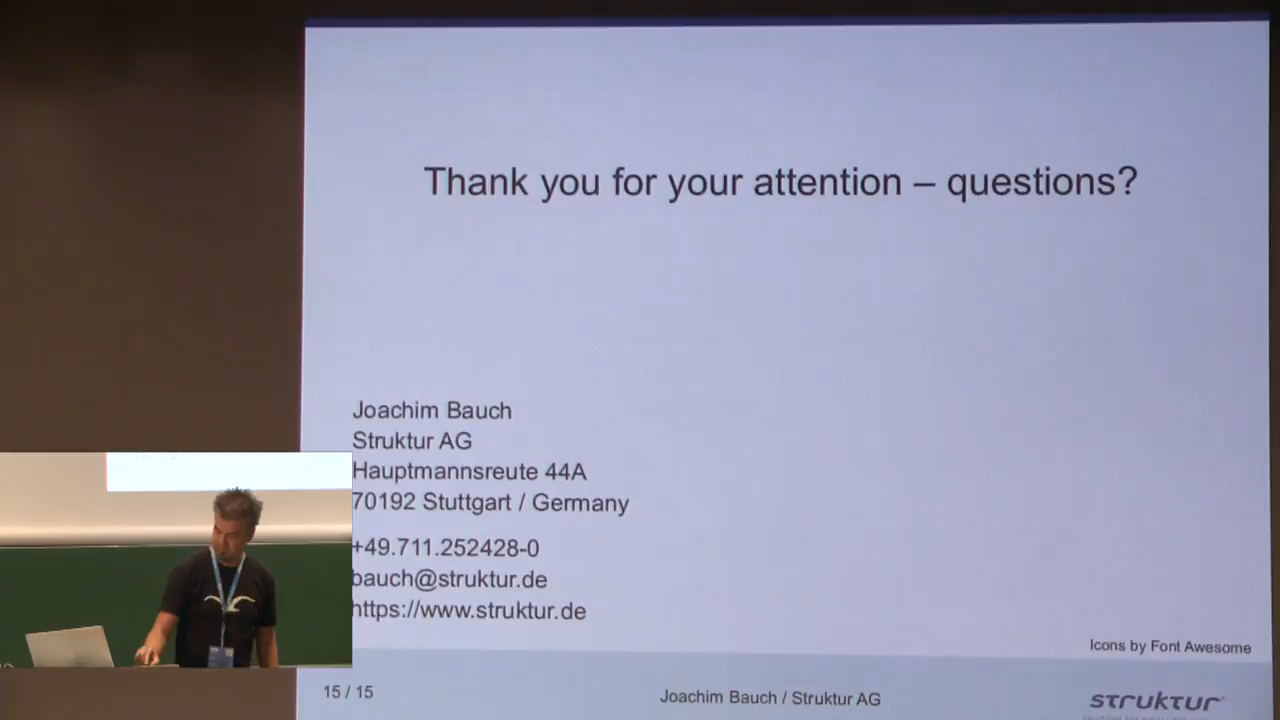 Thank you for your attention – questions?
Joachim Bauch
Struktur AG
Hauptmannsreute 44A
70192 Stuttgart / Germany
+49.711.252428-0
bauch@struktur.de
https://www.struktur.de
Icons by Font Awesome
15 / 15
Joachim Bauch / Struktur AG
struktur